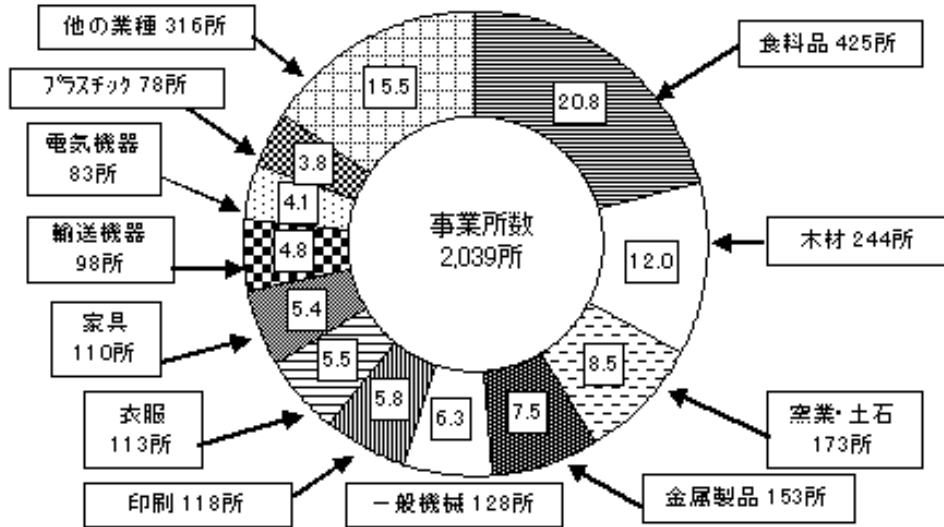 事業所数
2,039所
食料品 425所
20.8
木材 244所
12.0
窯業・土石
173所
8.5
金属製品 153所
7.5
一般機械 128所
6.3
印刷 118所
5.8
衣服
113所
5.5
家具
110所
5.4
輸送機器
98所
4.8
電気機器
83所
4.1
プラスチック 78所
3.8
他の業種 316所
15.5